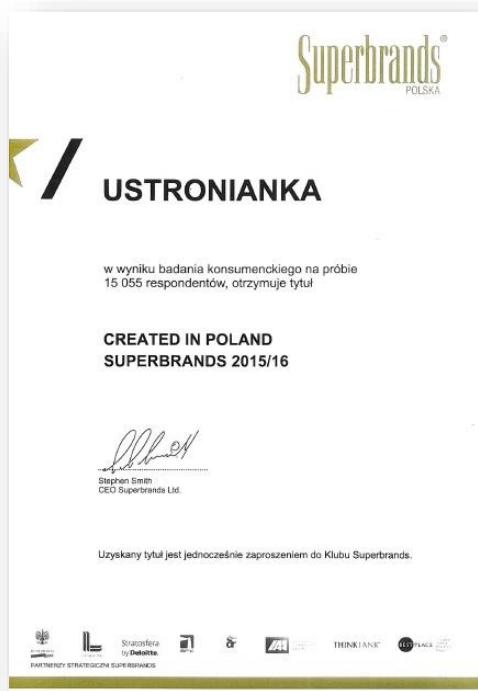 Superbrands®
POLSKA
USTRONIANKA
w wyniku badania konsumenckiego na próbie
15 055 respondentów, otrzymuje tytuł
CREATED IN POLAND
SUPERBRANDS 2015/16
Stephen Smith
CEO Superbrands Ltd.
Uzyskany tytuł jest jednocześnie zaproszeniem do Klubu Superbrands.
Stratosfera
by Deloitte.
THINKTANK
BESTPLACE
PARTNERZY STRATEGICZNI SUPERBRANDS